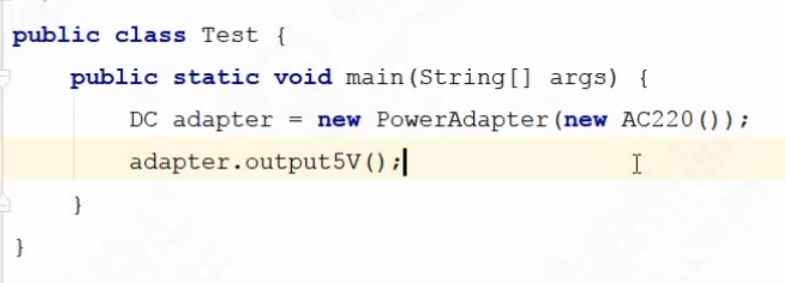 public class Test {
public static void main(String[] args) {
DC adapter = new PowerAdapter(new AC220());
adapter.output5V();
}
}